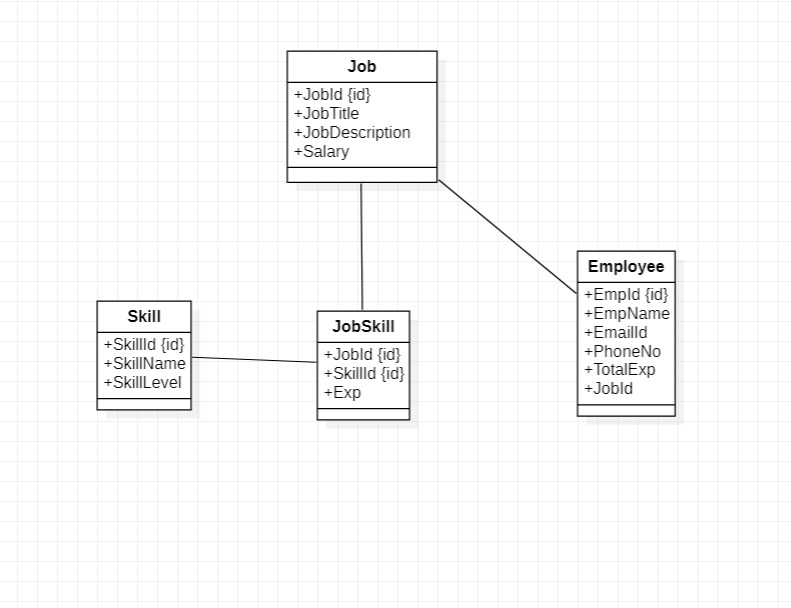 Job
+JobId {id}
+JobTitle
+JobDescription
+Salary
Employee
+EmpId {id}
+EmpName
+EmailId
+PhoneNo
+TotalExp
+JobId
Skill
+SkillId {id}
+SkillName
+SkillLevel
JobSkill
+JobId {id}
+SkillId {id}
+Exp